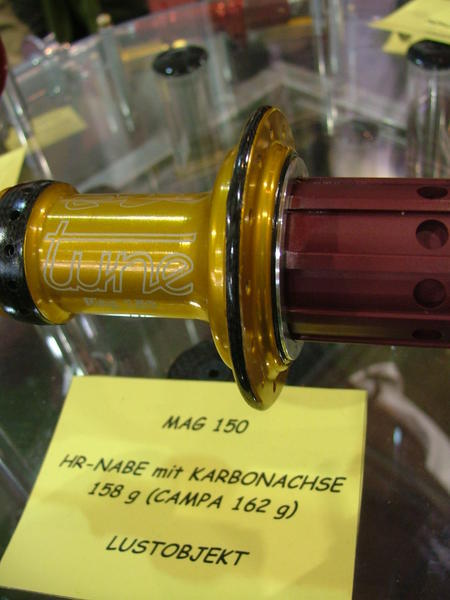 tune
MAG 150
HR-NABE mit KARBONACHSE
158 g (CAMPA 162 g)
LUSTOBJEKT